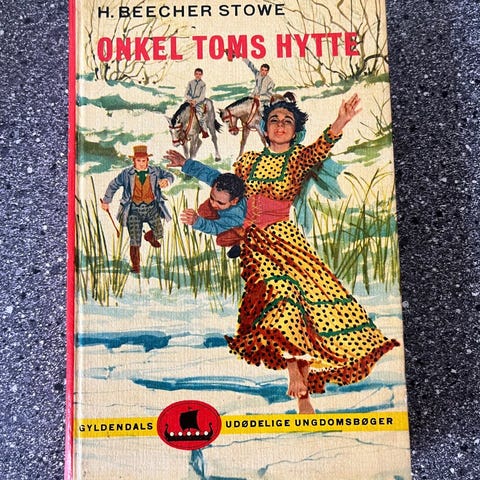 H. BEECHER STOWE
ONKEL TOMS HYTTE
GYLDENDALS UDØDELIGE UNGDOMSBØGER